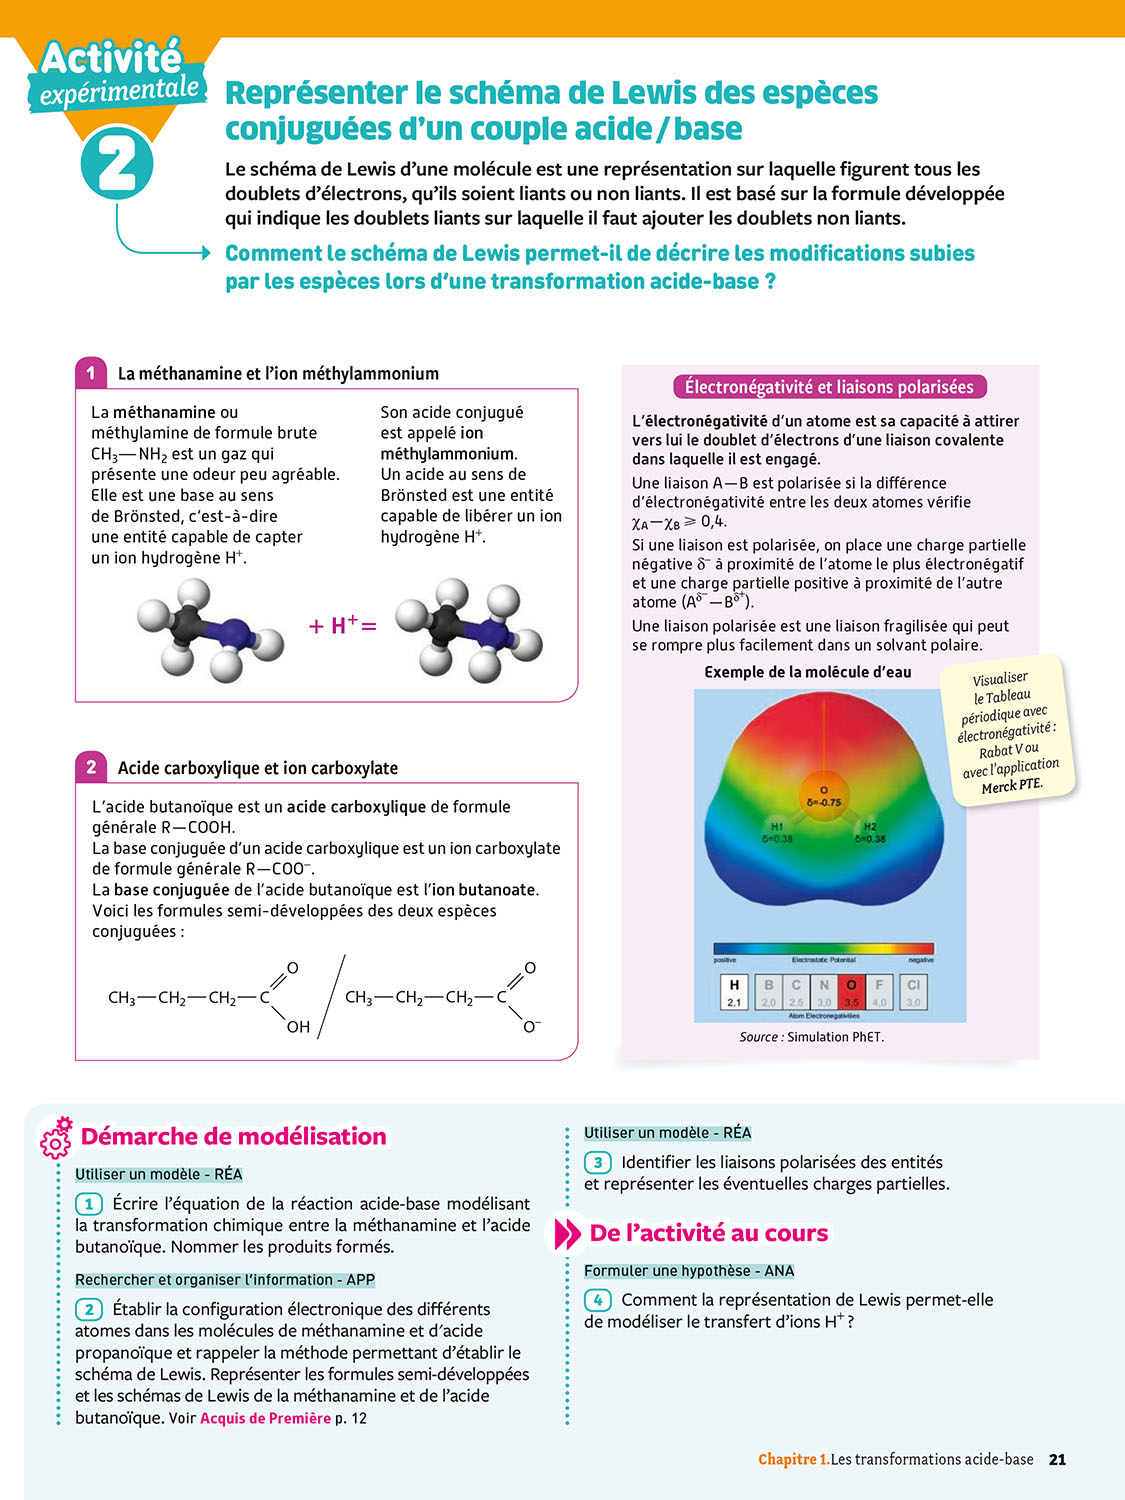 Activité
expérimentale
2
Représenter le schéma de Lewis des espèces
conjuguées d'un couple acide/base
Le schéma de Lewis d'une molécule est une représentation sur laquelle figurent tous les
doublets d'électrons, qu'ils soient liants ou non liants. Il est basé sur la formule développée
qui indique les doublets liants sur laquelle il faut ajouter les doublets non liants.
Comment le schéma de Lewis permet-il de décrire les modifications subies
par les espèces lors d'une transformation acide-base ?
1 La méthanamine et l'ion méthylammonium
La méthanamine ou
méthylamine de formule brute
CH₃—NH₂ est un gaz qui
présente une odeur peu agréable.
Elle est une base au sens
de Brönsted, c'est-à-dire
une entité capable de capter
un ion hydrogène H⁺.
Son acide conjugué
est appelé ion
méthylammonium.
Un acide au sens de
Brönsted est une entité
capable de libérer un ion
hydrogène H⁺.
+ H⁺ =
2 Acide carboxylique et ion carboxylate
L'acide butanoïque est un acide carboxylique de formule
générale R—COOH.
La base conjuguée d'un acide carboxylique est un ion carboxylate
de formule générale R—COO⁻.
La base conjuguée de l'acide butanoïque est l'ion butanoate.
Voici les formules semi-développées des deux espèces
conjuguées :
O
CH₃—CH₂—CH₂—C
OH
O
CH₃—CH₂—CH₂—C
O⁻
Électronégativité et liaisons polarisées
L'électronégativité d'un atome est sa capacité à attirer
vers lui le doublet d'électrons d'une liaison covalente
dans laquelle il est engagé.
Une liaison A—B est polarisée si la différence
d'électronégativité entre les deux atomes vérifie
χA—χB ⩾ 0,4.
Si une liaison est polarisée, on place une charge partielle
négative δ⁻ à proximité de l'atome le plus électronégatif
et une charge partielle positive à proximité de l'autre
atome (Aδ⁻—Bδ⁺).
Une liaison polarisée est une liaison fragilisée qui peut
se rompre plus facilement dans un solvant polaire.
Exemple de la molécule d'eau
O
δ=-0.75
H1 H2
δ=0.38 δ=0.38
positive Electrostatic Potential negative
H B C N O F Cl
2,1 2,0 2,5 3,0 3,5 4,0 3,0
Atom Electronegativities
Source : Simulation PhET.
Visualiser
le Tableau
périodique avec
électronégativité :
Rabat V ou
avec l'application
Merck PTE.
Démarche de modélisation
Utiliser un modèle - RÉA
1 Écrire l'équation de la réaction acide-base modélisant
la transformation chimique entre la méthanamine et l'acide
butanoïque. Nommer les produits formés.
Rechercher et organiser l'information - APP
2 Établir la configuration électronique des différents
atomes dans les molécules de méthanamine et d'acide
propanoïque et rappeler la méthode permettant d'établir le
schéma de Lewis. Représenter les formules semi-développées
et les schémas de Lewis de la méthanamine et de l'acide
butanoïque. Voir Acquis de Première p. 12
Utiliser un modèle - RÉA
3 Identifier les liaisons polarisées des entités
et représenter les éventuelles charges partielles.
De l'activité au cours
Formuler une hypothèse - ANA
4 Comment la représentation de Lewis permet-elle
de modéliser le transfert d'ions H⁺ ?
Chapitre 1.Les transformations acide-base 21